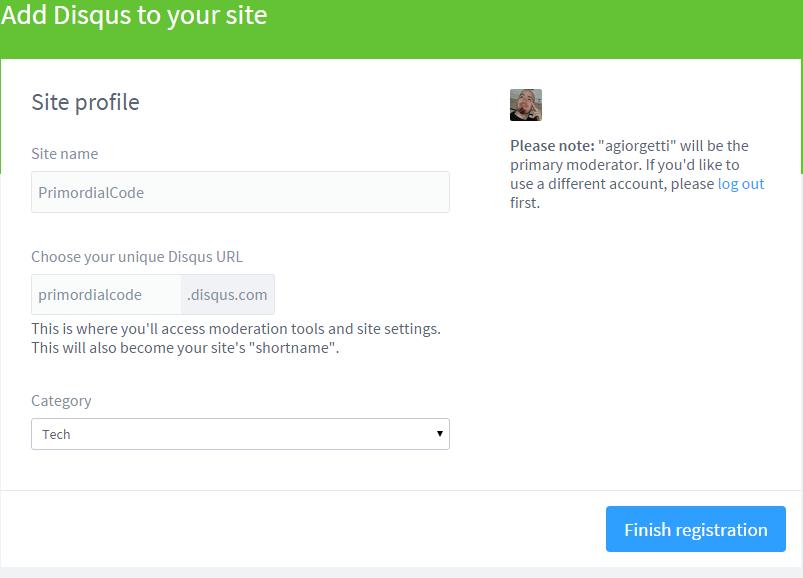 Add Disqus to your site
Site profile
Site name
PrimordialCode
Choose your unique Disqus URL
primordialcode .disqus.com
This is where you'll access moderation tools and site settings.
This will also become your site's "shortname".
Category
Tech
Please note: "agiorgetti" will be the
primary moderator. If you'd like to
use a different account, please log out
first.
Finish registration